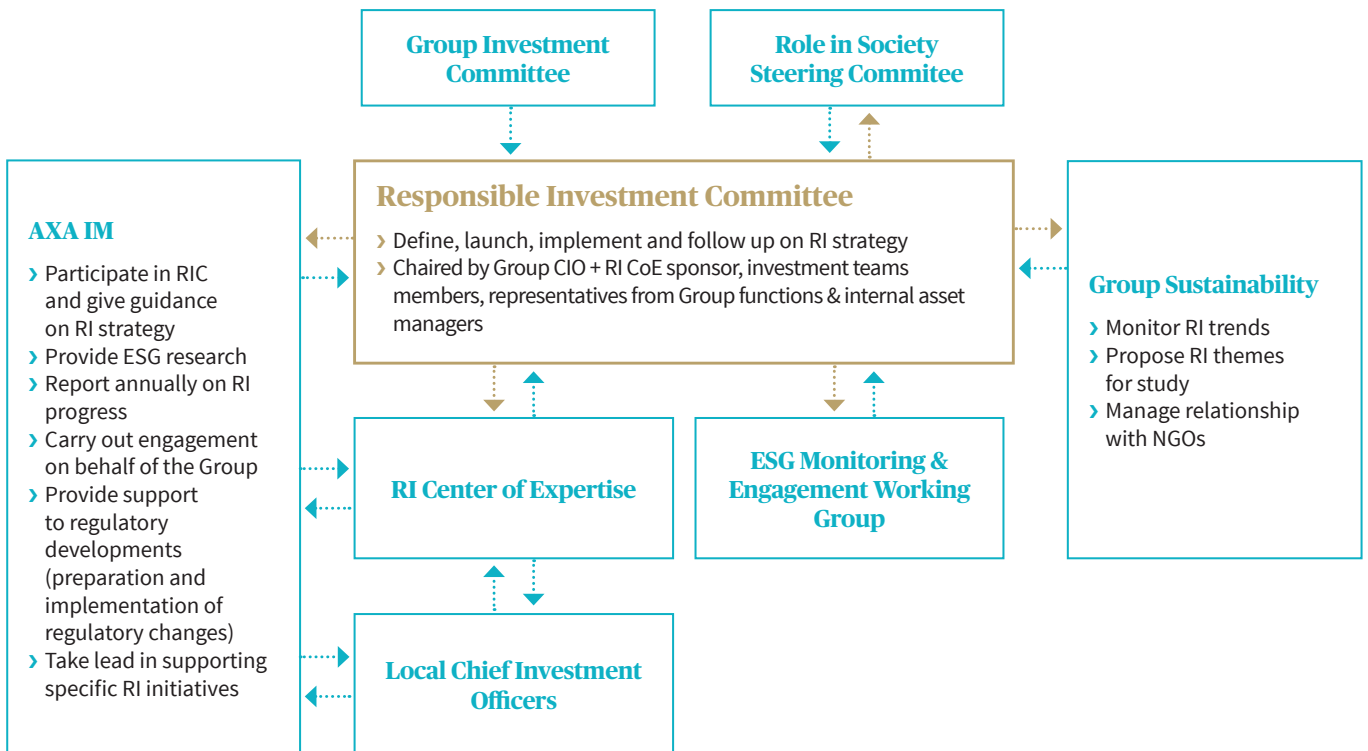 Group Investment
Committee
Role in Society
Steering Commitee
AXA IM
› Participate in RIC
and give guidance
on RI strategy
› Provide ESG research
› Report annually on RI
progress
› Carry out engagement
on behalf of the Group
› Provide support
to regulatory
developments
(preparation and
implementation of
regulatory changes)
› Take lead in supporting
specific RI initiatives
Responsible Investment Committee
› Define, launch, implement and follow up on RI strategy
› Chaired by Group CIO + RI CoE sponsor, investment teams
members, representatives from Group functions & internal asset
managers
Group Sustainability
› Monitor RI trends
› Propose RI themes
for study
› Manage relationship
with NGOs
RI Center of Expertise
ESG Monitoring &
Engagement Working
Group
Local Chief Investment
Officers